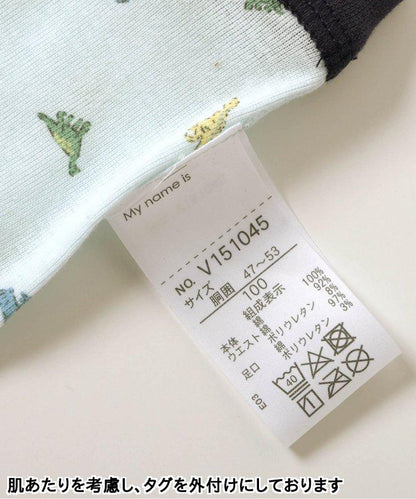 My name is
NO. V151045
サイズ
胴囲 47～53
100
組成表示
本体 綿 100%
ウエスト 綿 92%
ポリウレタン 8%
足口 綿 97%
ポリウレタン 3%
40
E03
肌あたりを考慮し、タグを外付けにしております